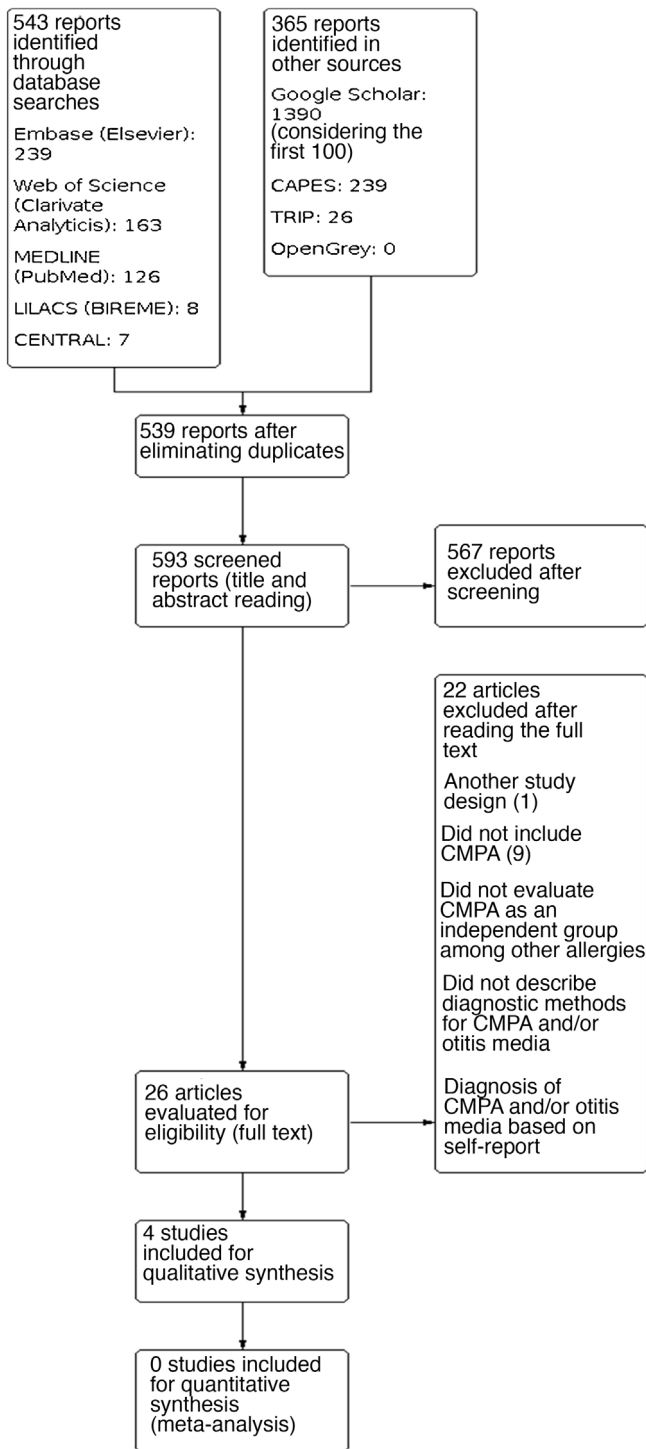 543 reports
identified
through
database
searches
Embase (Elsevier):
239
Web of Science
(Clarivate
Analyticis): 163
MEDLINE
(PubMed): 126
LILACS (BIREME): 8
CENTRAL: 7
365 reports
identified in
other sources
Google Scholar:
1390
(considering the
first 100)
CAPES: 239
TRIP: 26
OpenGrey: 0
539 reports after
eliminating duplicates
593 screened
reports (title and
abstract reading)
567 reports
excluded after
screening
22 articles
excluded after
reading the full
text
Another study
design (1)
Did not include
CMPA (9)
Did not evaluate
CMPA as an
independent group
among other allergies
Did not describe
diagnostic methods
for CMPA and/or
otitis media
Diagnosis of
CMPA and/or otitis
media based on
self-report
26 articles
evaluated for
eligibility (full text)
4 studies
included for
qualitative synthesis
0 studies included
for quantitative
synthesis
(meta-analysis)